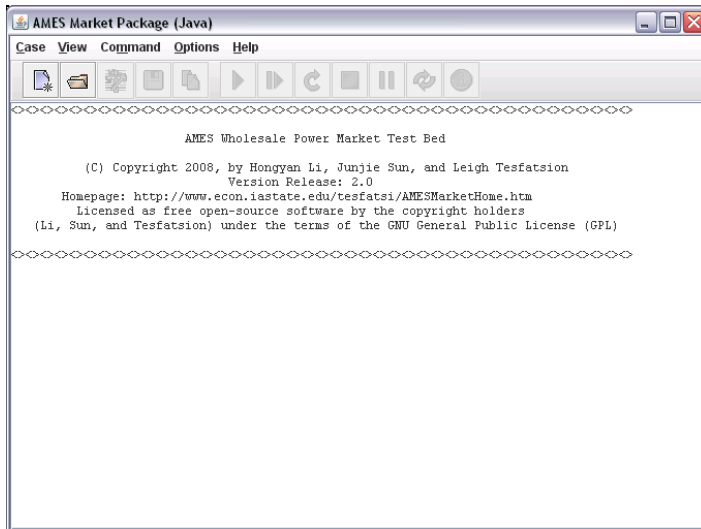 AMES Market Package (Java)
Case View Command Options Help
AMES Wholesale Power Market Test Bed
(C) Copyright 2008, by Hongyan Li, Junjie Sun, and Leigh Tesfatsion
Version Release: 2.0
Homepage: http://www.econ.iastate.edu/tesfatsi/AMESMarketHome.htm
Licensed as free open-source software by the copyright holders
(Li, Sun, and Tesfatsion) under the terms of the GNU General Public License (GPL)